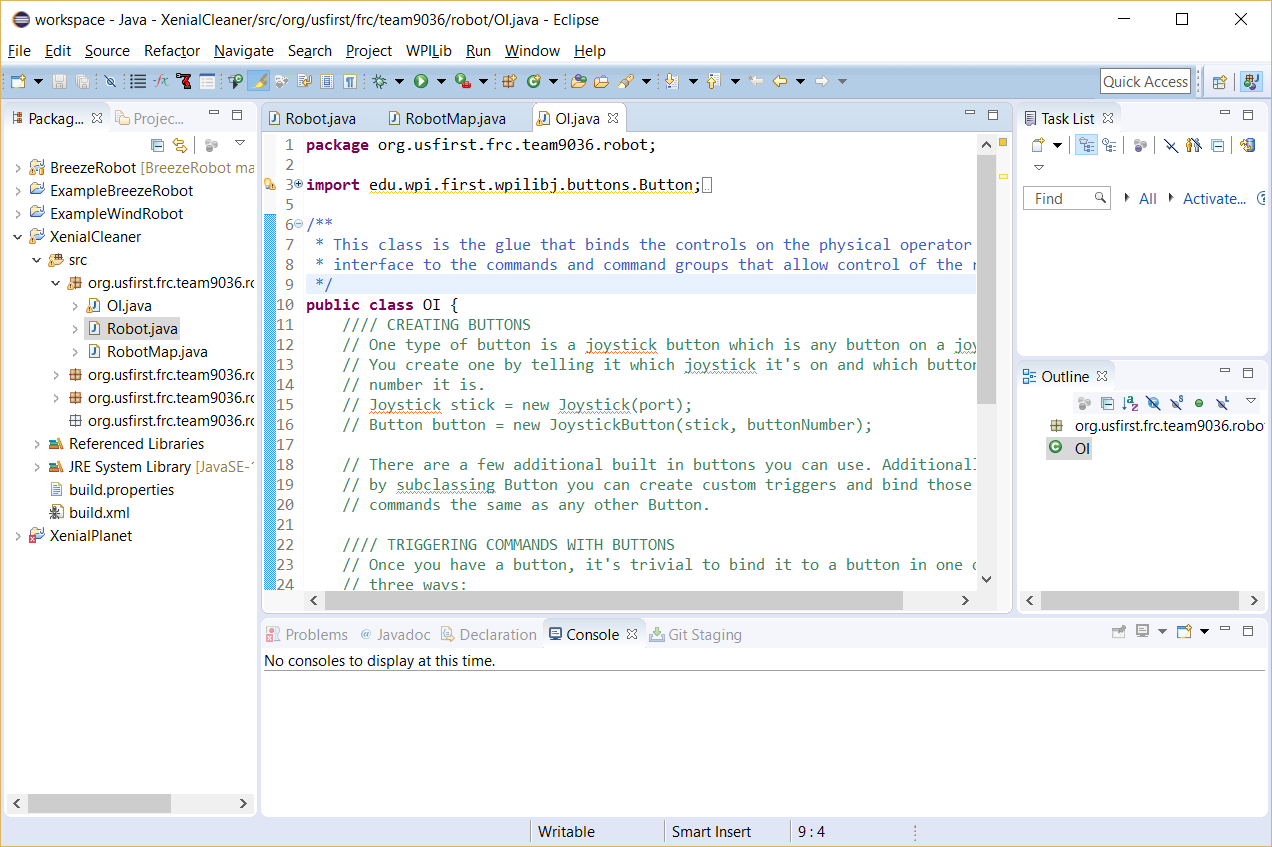 workspace - Java - XenialCleaner/src/org/usfirst/frc/team9036/robot/OI.java - Eclipse
File Edit Source Refactor Navigate Search Project WPILib Run Window Help
Quick Access
Packag...
Projec...
BreezeRobot [BreezeRobot ma
ExampleBreezeRobot
ExampleWindRobot
XenialCleaner
src
org.usfirst.frc.team9036.ro
OI.java
Robot.java
RobotMap.java
org.usfirst.frc.team9036.ro
org.usfirst.frc.team9036.ro
org.usfirst.frc.team9036.ro
Referenced Libraries
JRE System Library [JavaSE-1
build.properties
build.xml
XenialPlanet
Robot.java RobotMap.java OI.java
1 package org.usfirst.frc.team9036.robot;
2
3 import edu.wpi.first.wpilibj.buttons.Button;
5
6 /**
7 * This class is the glue that binds the controls on the physical operator
8 * interface to the commands and command groups that allow control of the r
9 */
10 public class OI {
11 //// CREATING BUTTONS
12 // One type of button is a joystick button which is any button on a joy
13 // You create one by telling it which joystick it's on and which button
14 // number it is.
15 // Joystick stick = new Joystick(port);
16 // Button button = new JoystickButton(stick, buttonNumber);
17
18 // There are a few additional built in buttons you can use. Additionall
19 // by subclassing Button you can create custom triggers and bind those
20 // commands the same as any other Button.
21
22 //// TRIGGERING COMMANDS WITH BUTTONS
23 // Once you have a button, it's trivial to bind it to a button in one o
24 // three ways:
Task List
Find All Activate...
Outline
org.usfirst.frc.team9036.robo
OI
Problems @ Javadoc Declaration Console Git Staging
No consoles to display at this time.
Writable Smart Insert 9 : 4